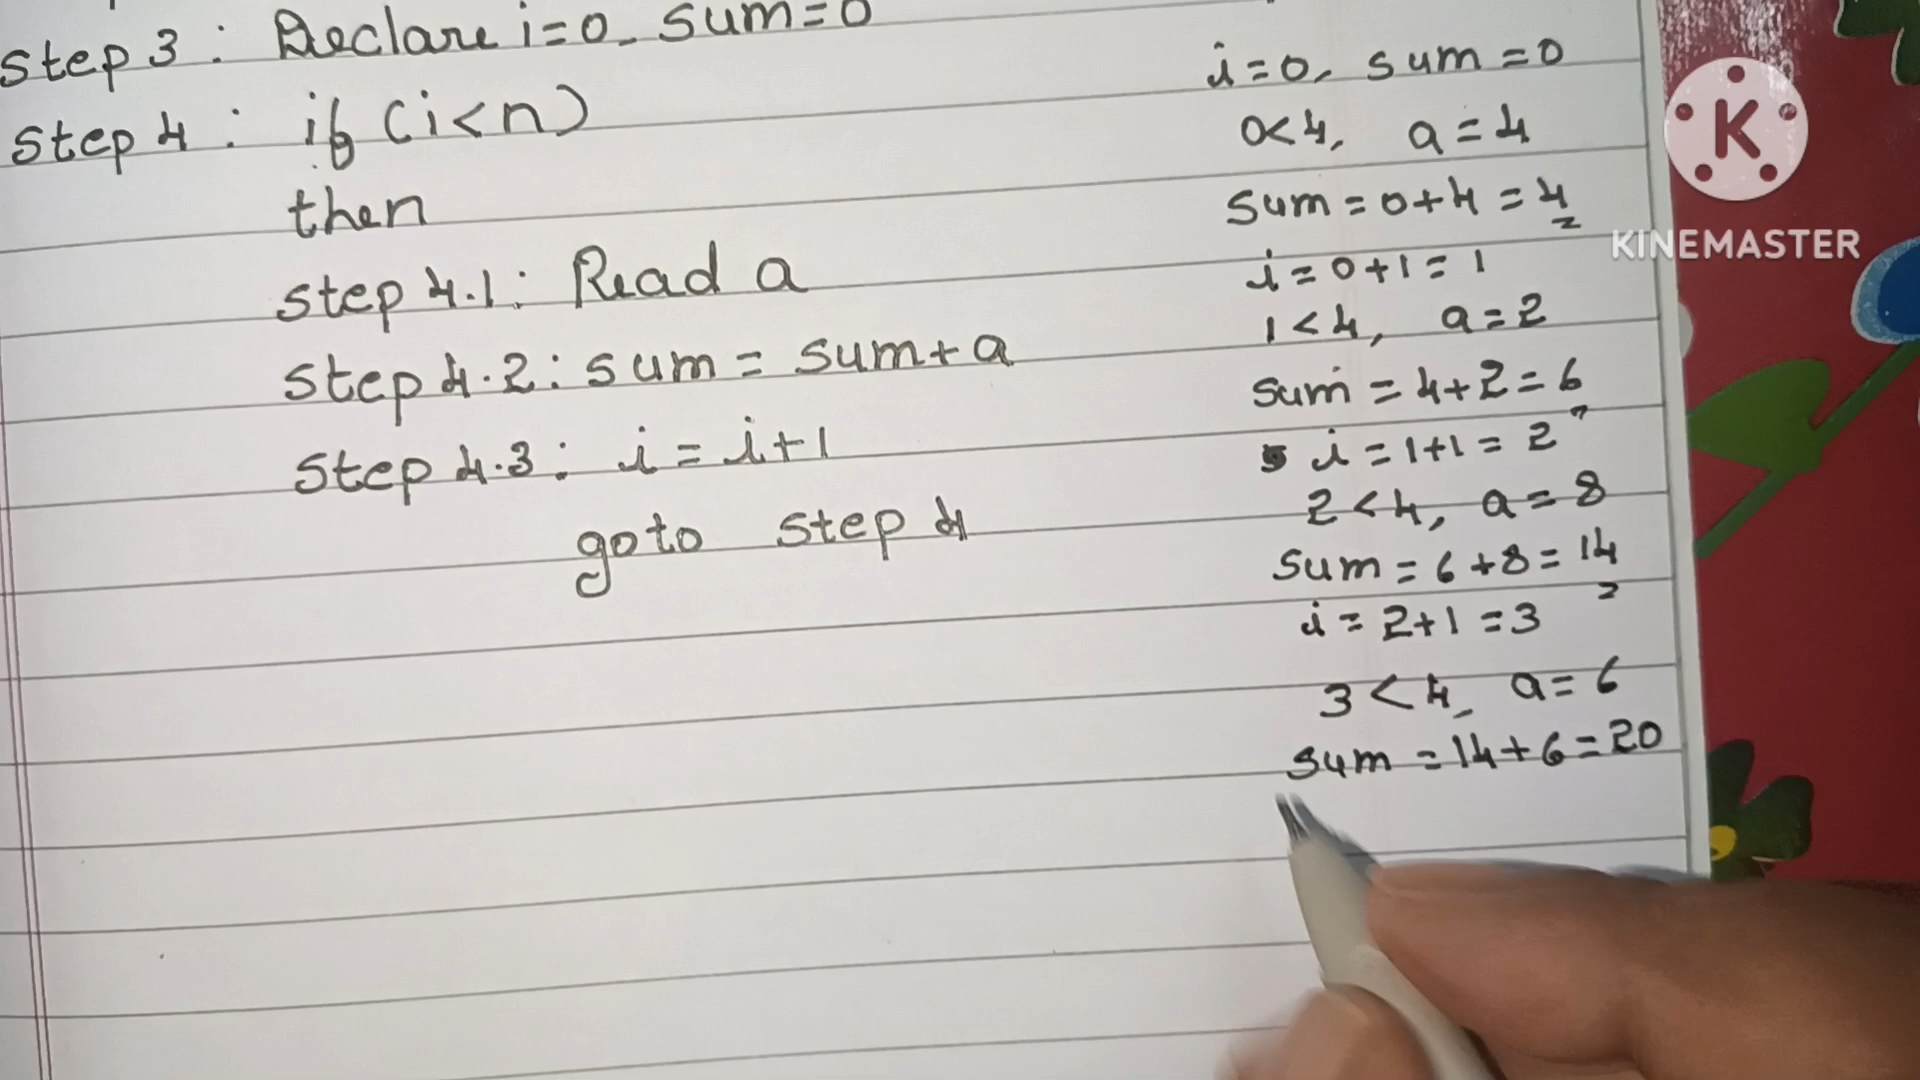 step 3 : Declare i=0, sum=0
step 4 : if (i<n)
then
step 4.1: Read a
step 4.2: sum = sum+a
step 4.3: i = i+1
goto step 4
i=0, sum=0
0<4, a=4
sum=0+4=4
i=0+1=1
1<4, a=2
sum=4+2=6
i=1+1=2
2<4, a=8
sum=6+8=14
i=2+1=3
3<4, a=6
sum=14+6=20
K
KINEMASTER